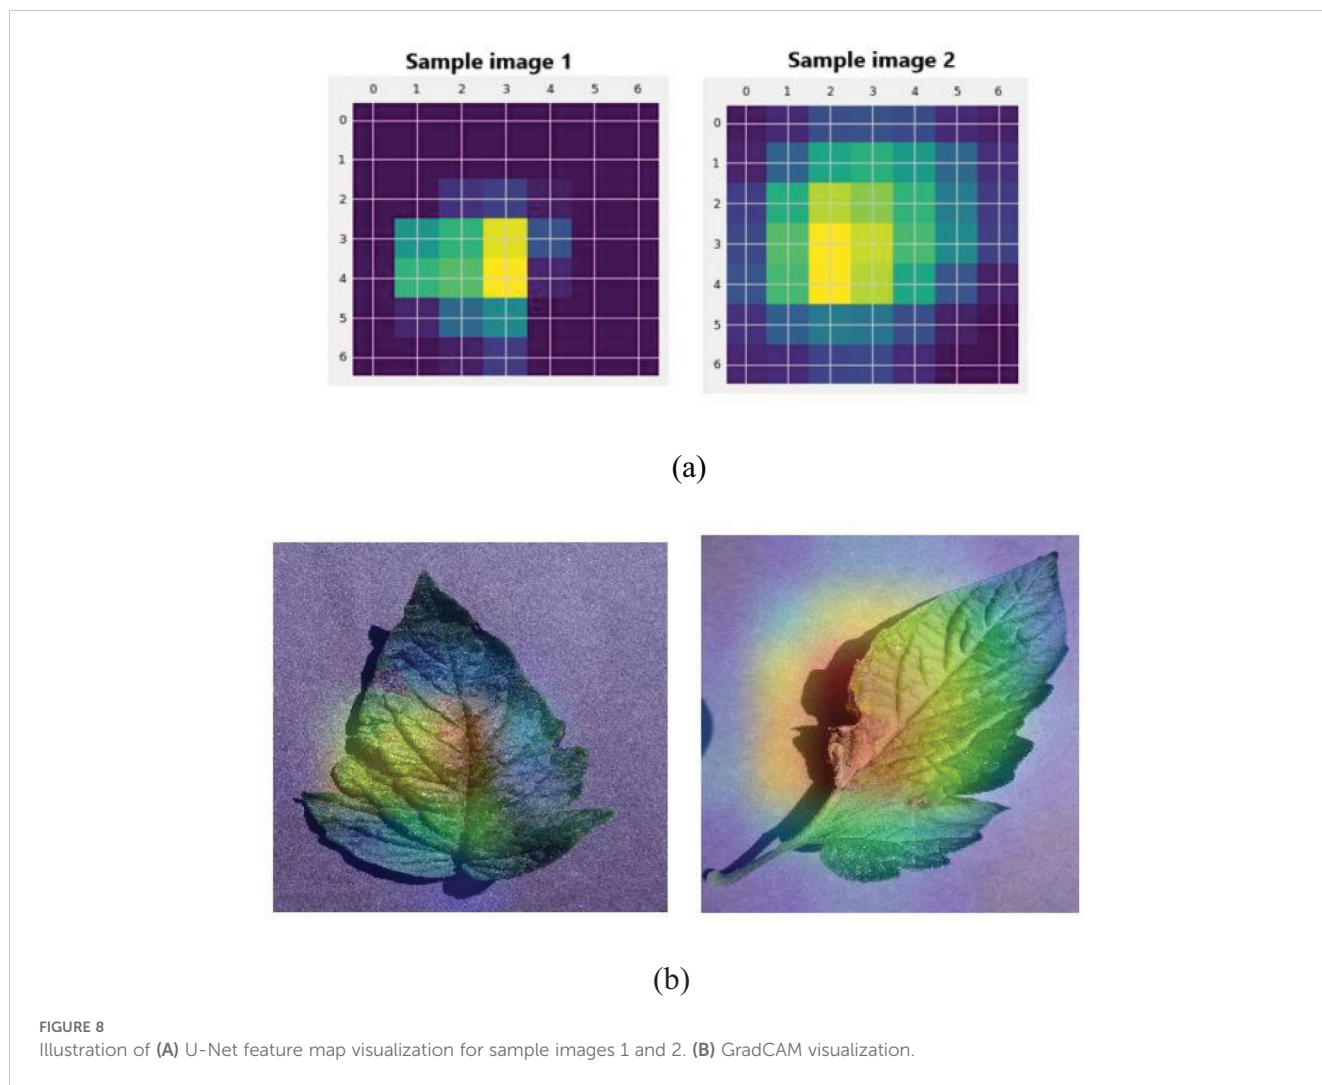 Sample image 1
Sample image 2
0 1 2 3 4 5 6
0 1 2 3 4 5 6
0
1
2
3
4
5
6
0
1
2
3
4
5
6
(a)
(b)
FIGURE 8
Illustration of (A) U-Net feature map visualization for sample images 1 and 2. (B) GradCAM visualization.